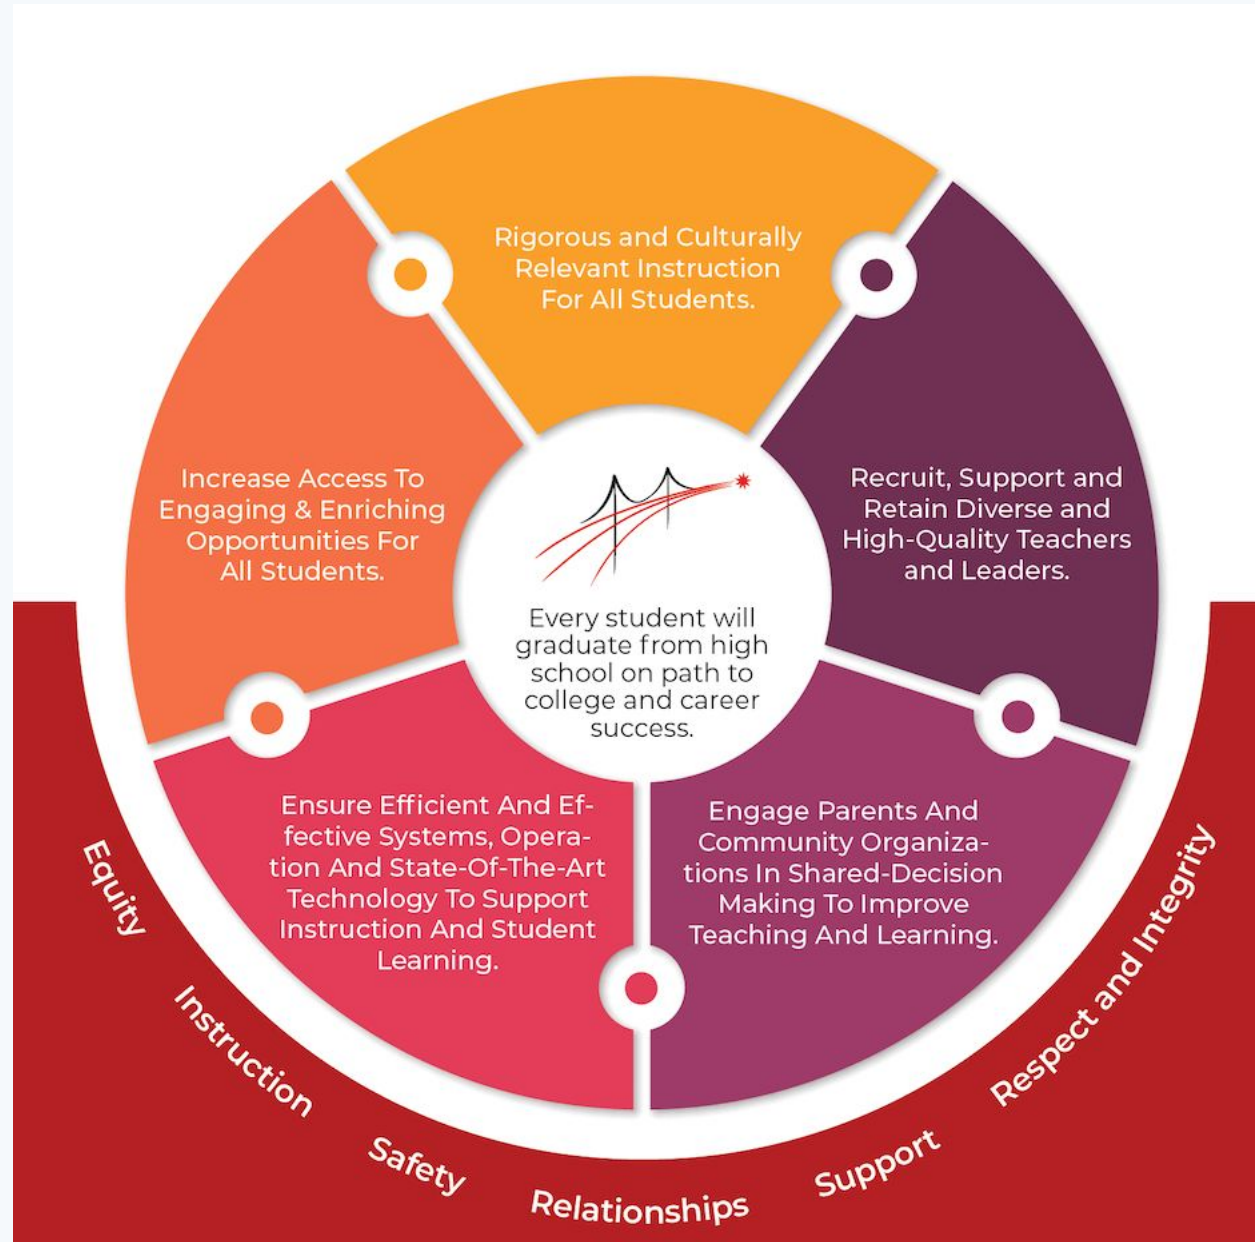 Rigorous and Culturally
Relevant Instruction
For All Students.
Recruit, Support and
Retain Diverse and
High-Quality Teachers
and Leaders.
Engage Parents And
Community Organiza-
tions In Shared-Decision
Making To Improve
Teaching And Learning.
Ensure Efficient And Ef-
fective Systems, Opera-
tion And State-Of-The-Art
Technology To Support
Instruction And Student
Learning.
Increase Access To
Engaging & Enriching
Opportunities For
All Students.
Every student will
graduate from high
school on path to
college and career
success.
Equity
Instruction
Safety
Relationships
Support
Respect and Integrity